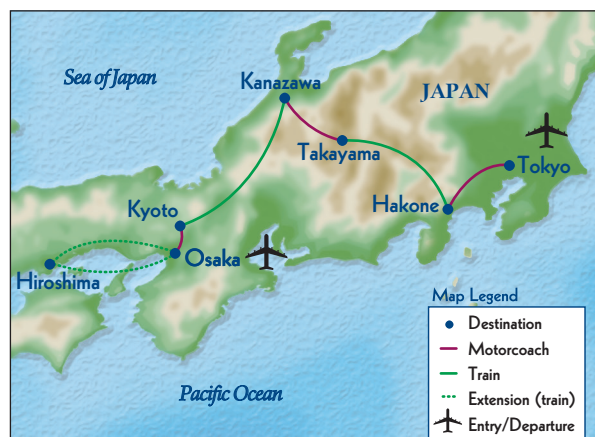 Sea of Japan
Kanazawa
JAPAN
Takayama
Tokyo
Kyoto
Hakone
Osaka
Hiroshima
Pacific Ocean
Map Legend
Destination
Motorcoach
Train
Extension (train)
Entry/Departure